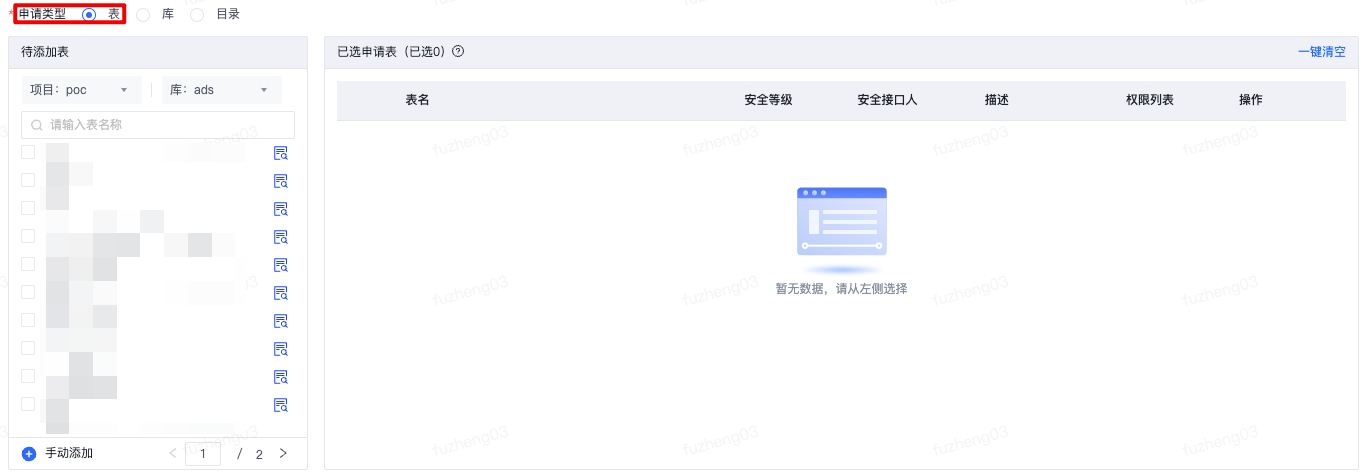 *申请类型 表 库 目录
待添加表
项目：poc 库：ads
请输入表名称
手动添加
1 / 2
已选申请表（已选0） 一键清空
表名 安全等级 安全接口人 描述 权限列表 操作
暂无数据，请从左侧选择
fuzheng03 fuzheng03 fuzheng03 fuzheng03
fuzheng03 fuzheng03 fuzheng03 fuzheng03
fuzheng03 fuzheng03 fuzheng03 fuzheng03